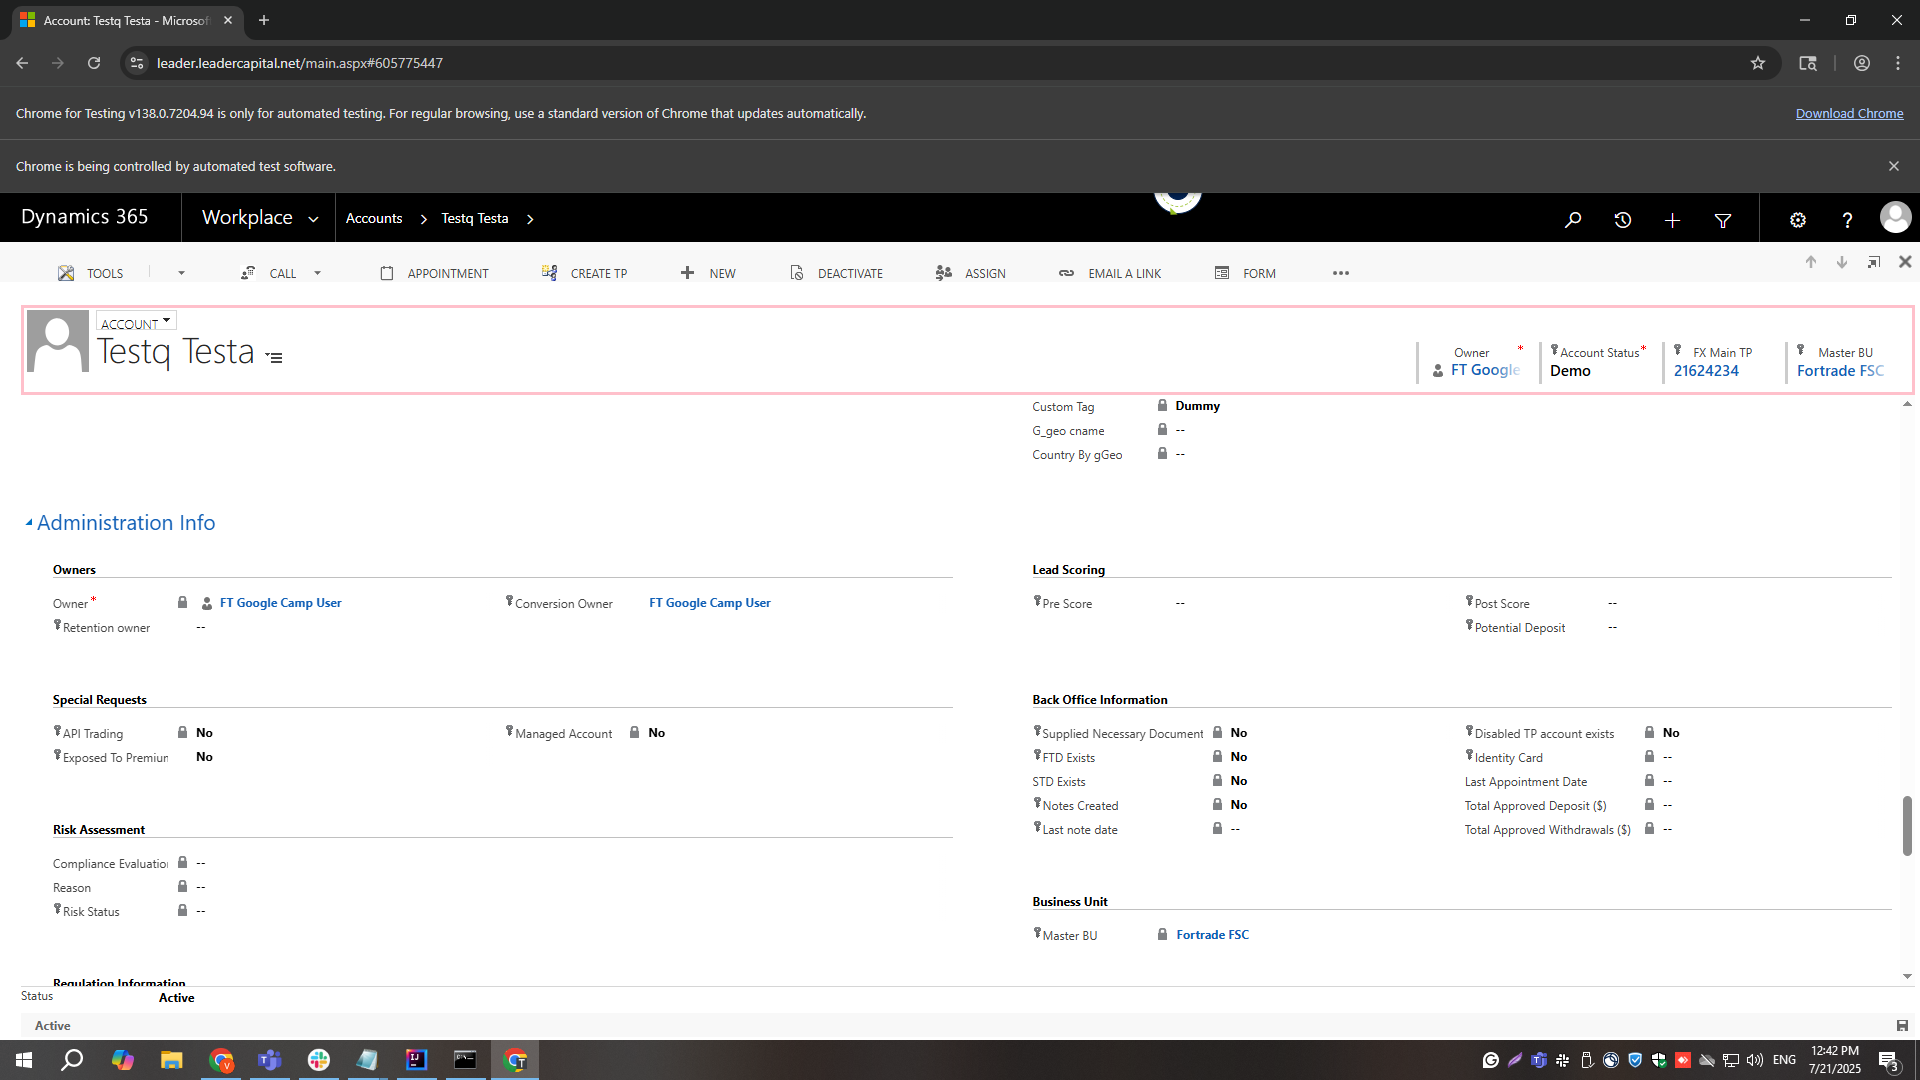 Account: Testq Testa - Microsof
leader.leadercapital.net/main.aspx#605775447
Chrome for Testing v138.0.7204.94 is only for automated testing. For regular browsing, use a standard version of Chrome that updates automatically.
Download Chrome
Chrome is being controlled by automated test software.
Dynamics 365
Workplace
Accounts
Testq Testa
TOOLS
CALL
APPOINTMENT
CREATE TP
NEW
DEACTIVATE
ASSIGN
EMAIL A LINK
FORM
ACCOUNT
Testq Testa
Owner *
FT Google
Account Status *
Demo
FX Main TP
21624234
Master BU
Fortrade FSC
Custom Tag Dummy
G_geo cname --
Country By gGeo --
Administration Info
Owners
Owner * FT Google Camp User
Conversion Owner FT Google Camp User
Retention owner --
Lead Scoring
Pre Score --
Post Score --
Potential Deposit --
Special Requests
API Trading No
Managed Account No
Exposed To Premiun No
Back Office Information
Supplied Necessary Document No
Disabled TP account exists No
FTD Exists No
Identity Card --
STD Exists No
Last Appointment Date --
Notes Created No
Total Approved Deposit ($) --
Last note date --
Total Approved Withdrawals ($) --
Risk Assessment
Compliance Evaluatio --
Reason --
Risk Status --
Business Unit
Master BU Fortrade FSC
Regulation Information
Status Active
Active
ENG
12:42 PM
7/21/2025
3